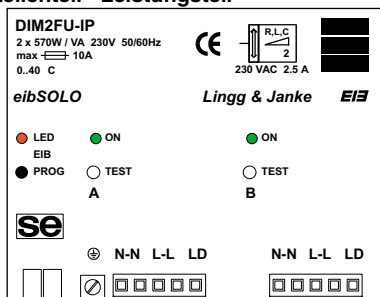 DIM2FU-IP
2 x 570W / VA 230V 50/60Hz
max 10A
0..40 C
CE
R,L,C
2
230 VAC 2.5 A
eibSOLO
Lingg & Janke
EIB
LED
ON
ON
EIB
PROG
TEST
TEST
A
B
se
N-N L-L LD
N-N L-L LD